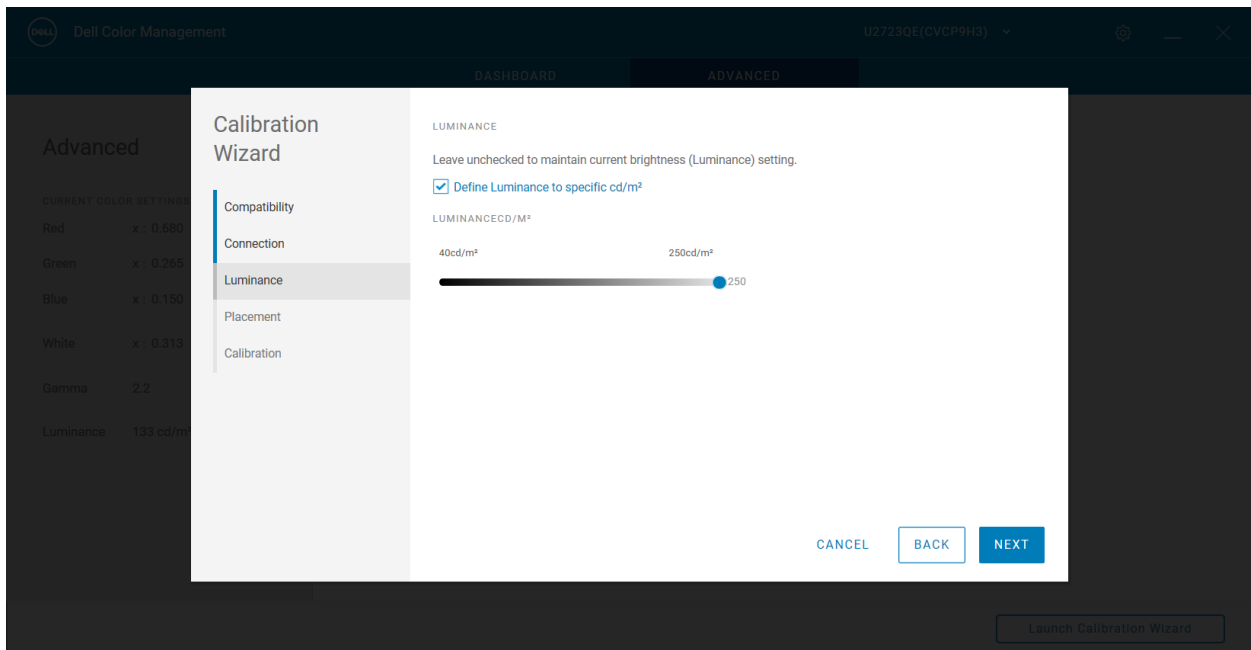 DELL Dell Color Management U2723QE(CVCP9H3)
DASHBOARD ADVANCED
Advanced
CURRENT COLOR SETTINGS
Red x : 0.680
Green x : 0.265
Blue x : 0.150
White x : 0.313
Gamma 2.2
Luminance 133 cd/m²
Calibration
Wizard
Compatibility
Connection
Luminance
Placement
Calibration
LUMINANCE
Leave unchecked to maintain current brightness (Luminance) setting.
Define Luminance to specific cd/m²
LUMINANCECD/M²
40cd/m² 250cd/m²
250
CANCEL BACK NEXT
Launch Calibration Wizard